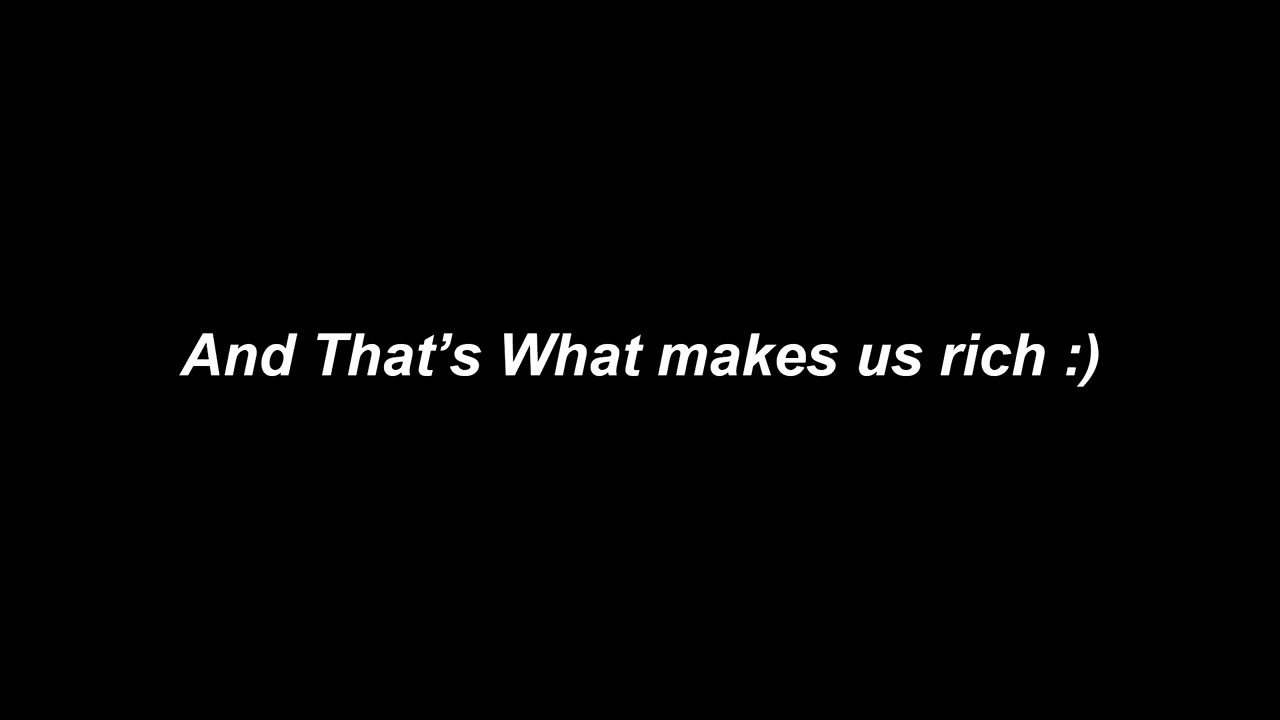 And That’s What makes us rich :)